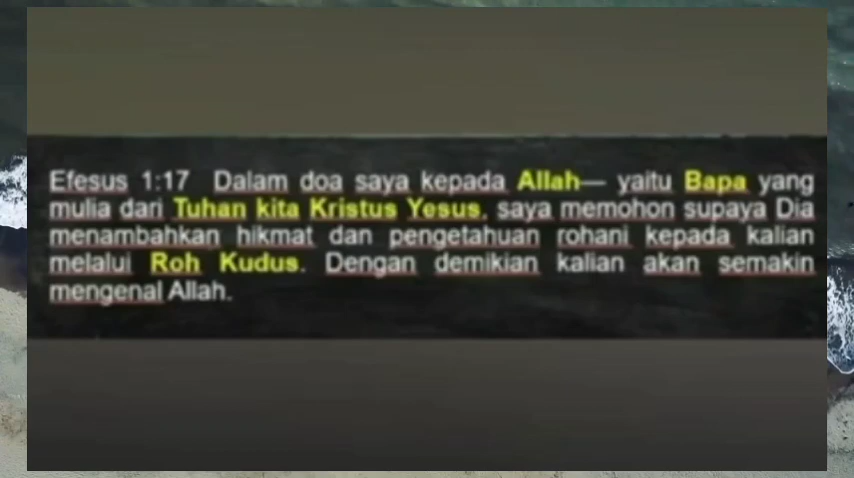 Efesus 1:17 Dalam doa saya kepada Allah— yaitu Bapa yang
mulia dari Tuhan kita Kristus Yesus, saya memohon supaya Dia
menambahkan hikmat dan pengetahuan rohani kepada kalian
melalui Roh Kudus. Dengan demikian kalian akan semakin
mengenal Allah.